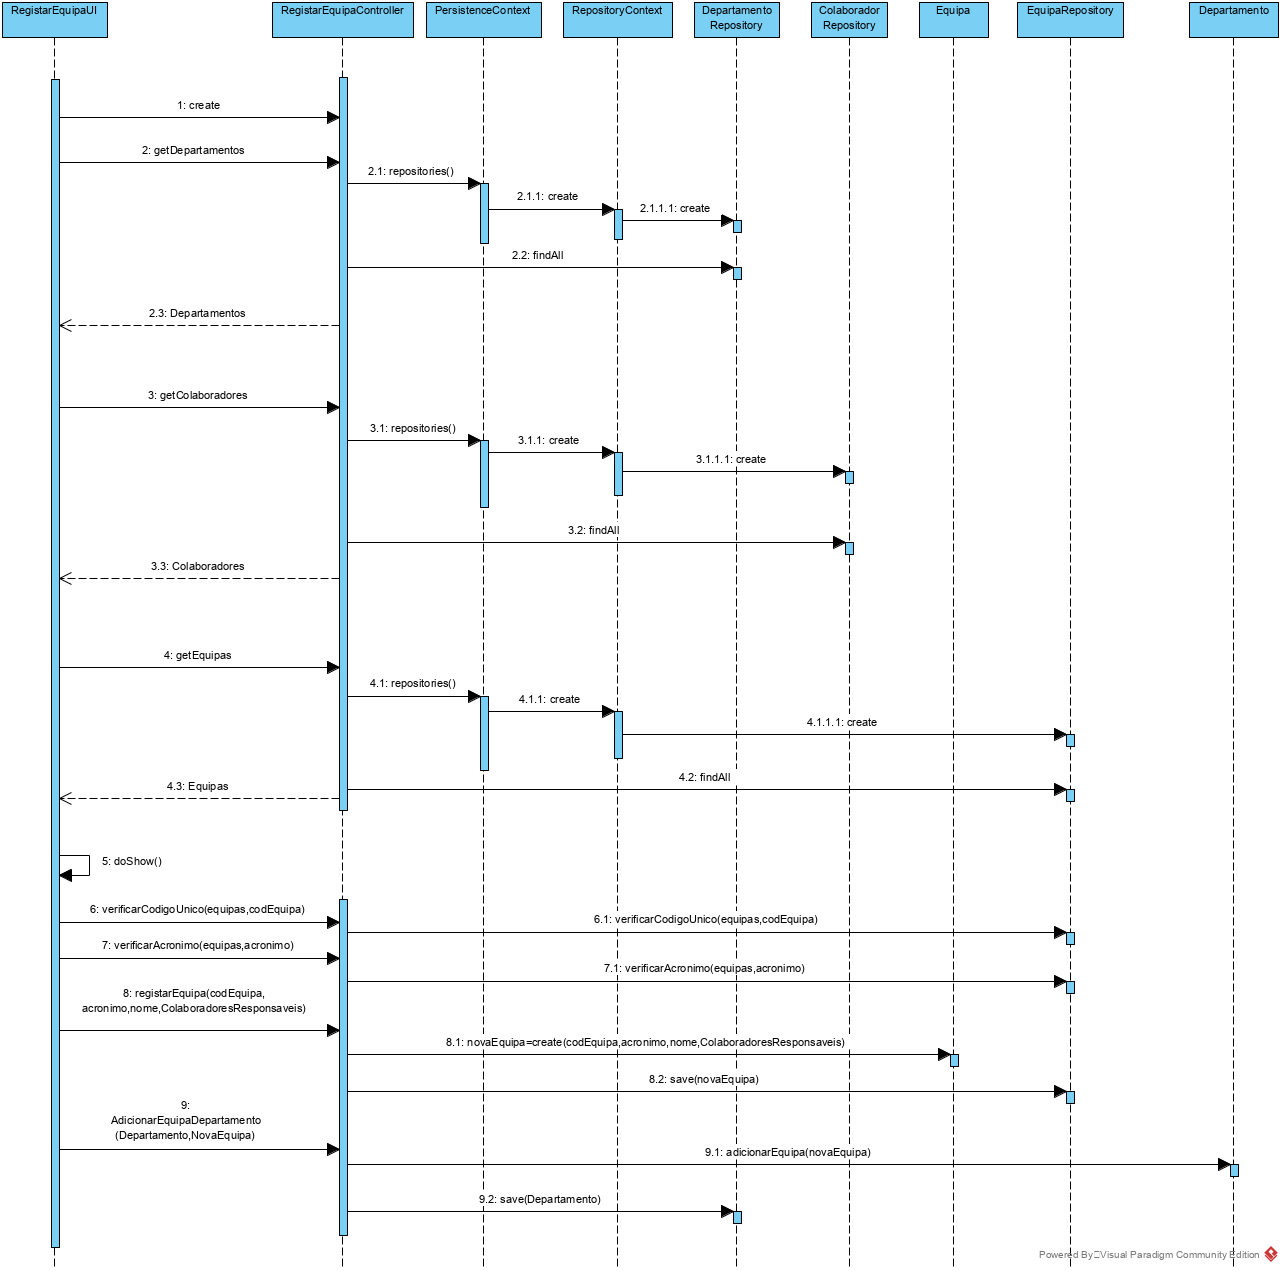 RegistarEquipaUI
RegistarEquipaController
PersistenceContext
RepositoryContext
Departamento
Repository
Colaborador
Repository
Equipa
EquipaRepository
Departamento
1: create
2: getDepartamentos
2.1: repositories()
2.1.1: create
2.1.1.1: create
2.2: findAll
2.3: Departamentos
3: getColaboradores
3.1: repositories()
3.1.1: create
3.1.1.1: create
3.2: findAll
3.3: Colaboradores
4: getEquipas
4.1: repositories()
4.1.1: create
4.1.1.1: create
4.2: findAll
4.3: Equipas
5: doShow()
6: verificarCodigoUnico(equipas,codEquipa)
6.1: verificarCodigoUnico(equipas,codEquipa)
7: verificarAcronimo(equipas,acronimo)
7.1: verificarAcronimo(equipas,acronimo)
8: registarEquipa(codEquipa,
acronimo,nome,ColaboradoresResponsaveis)
8.1: novaEquipa=create(codEquipa,acronimo,nome,ColaboradoresResponsaveis)
8.2: save(novaEquipa)
9:
AdicionarEquipaDepartamento
(Departamento,NovaEquipa)
9.1: adicionarEquipa(novaEquipa)
9.2: save(Departamento)
Powered By Visual Paradigm Community Edition